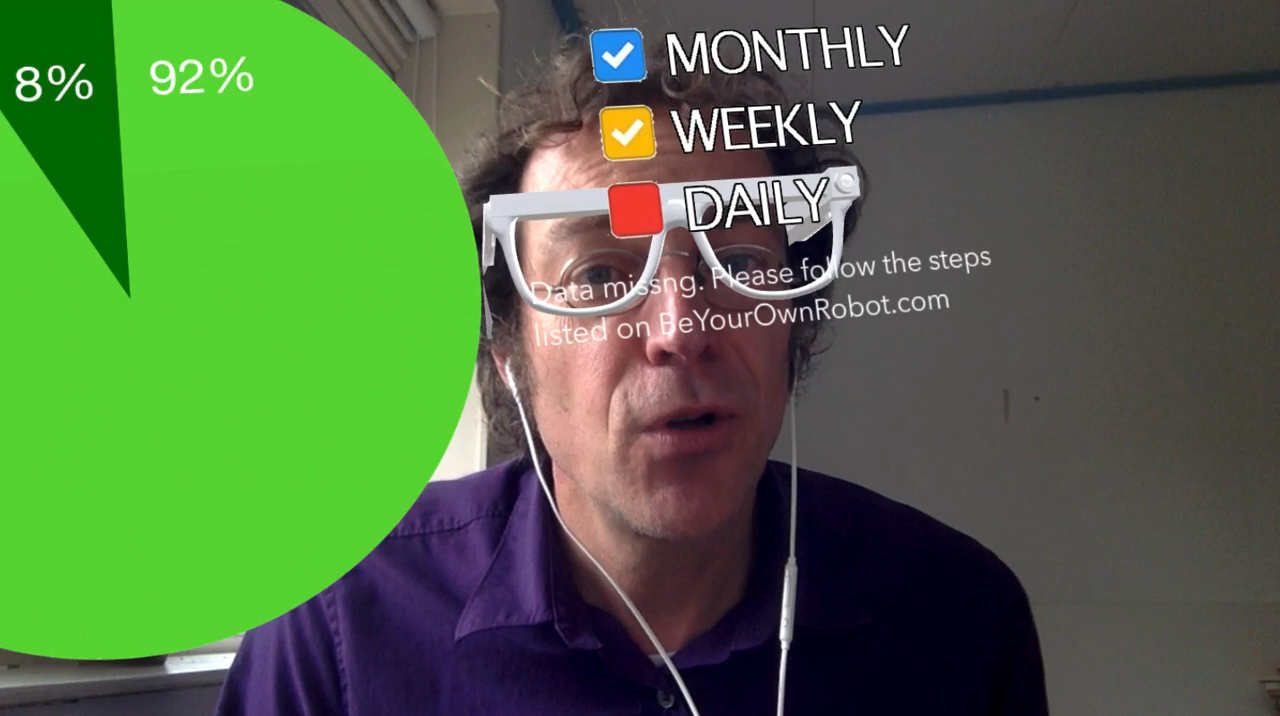 8% 92%
MONTHLY
WEEKLY
DAILY
Data missng. Please follow the steps
listed on BeYourOwnRobot.com